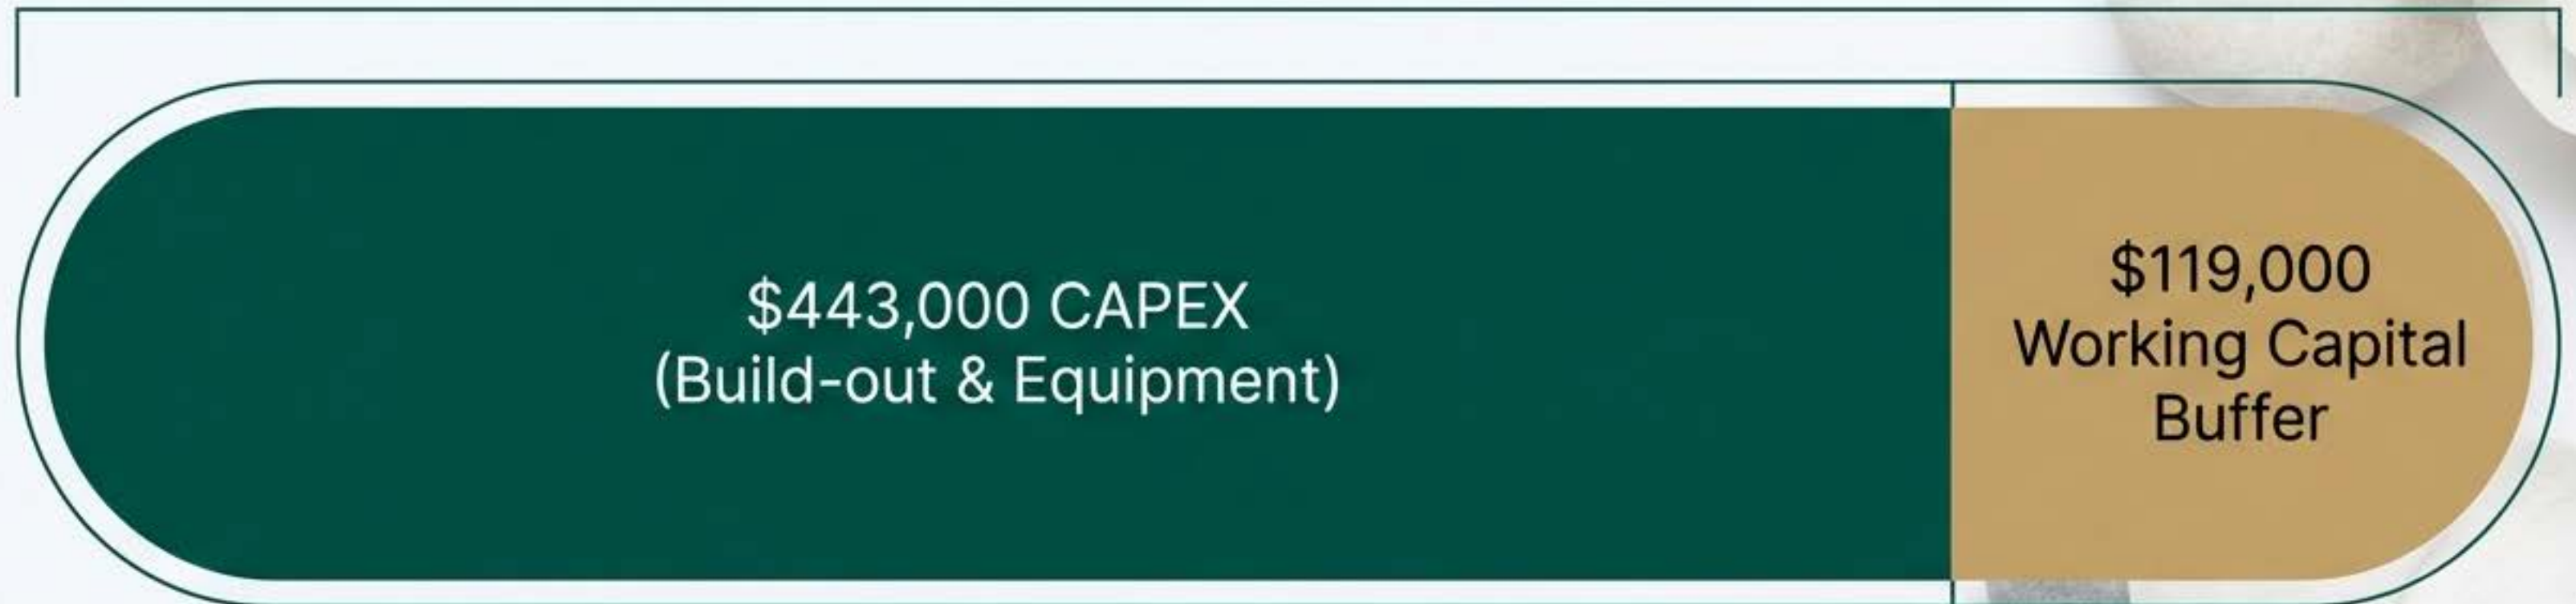 $443,000 CAPEX
(Build-out & Equipment)
$119,000
Working Capital
Buffer